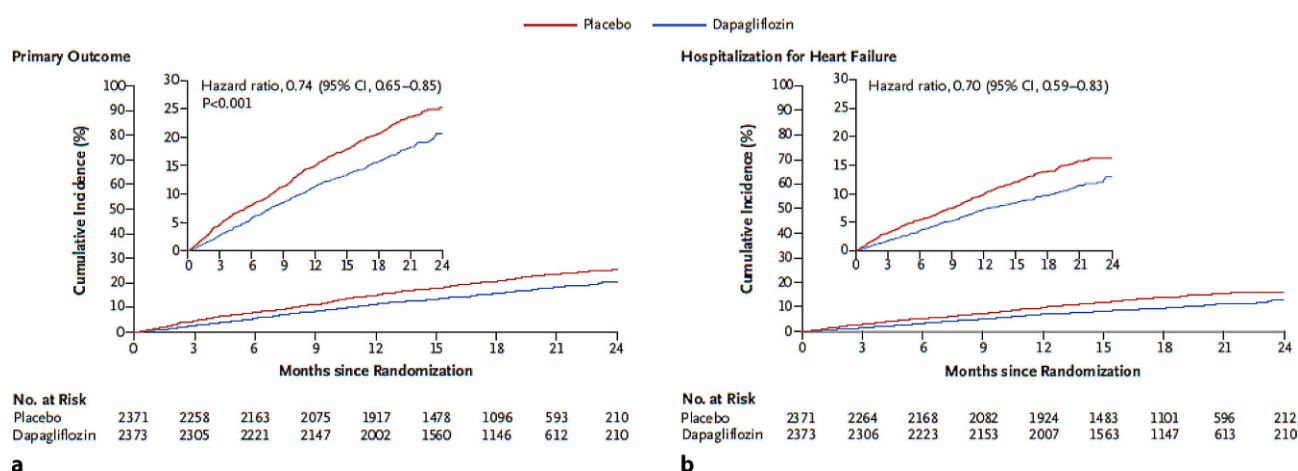 Placebo Dapagliflozin
Primary Outcome
Hazard ratio, 0.74 (95% CI, 0.65–0.85)
P<0.001
Cumulative Incidence (%)
100
90
80
70
60
50
40
30
20
10
0
30
25
20
15
10
5
0
0 3 6 9 12 15 18 21 24
0 3 6 9 12 15 18 21 24
Months since Randomization
No. at Risk
Placebo 2371 2258 2163 2075 1917 1478 1096 593 210
Dapagliflozin 2373 2305 2221 2147 2002 1560 1146 612 210
a
Hospitalization for Heart Failure
Hazard ratio, 0.70 (95% CI, 0.59–0.83)
Cumulative Incidence (%)
100
90
80
70
60
50
40
30
20
10
0
30
25
20
15
10
5
0
0 3 6 9 12 15 18 21 24
0 3 6 9 12 15 18 21 24
Months since Randomization
No. at Risk
Placebo 2371 2264 2168 2082 1924 1483 1101 596 212
Dapagliflozin 2373 2306 2223 2153 2007 1563 1147 613 210
b